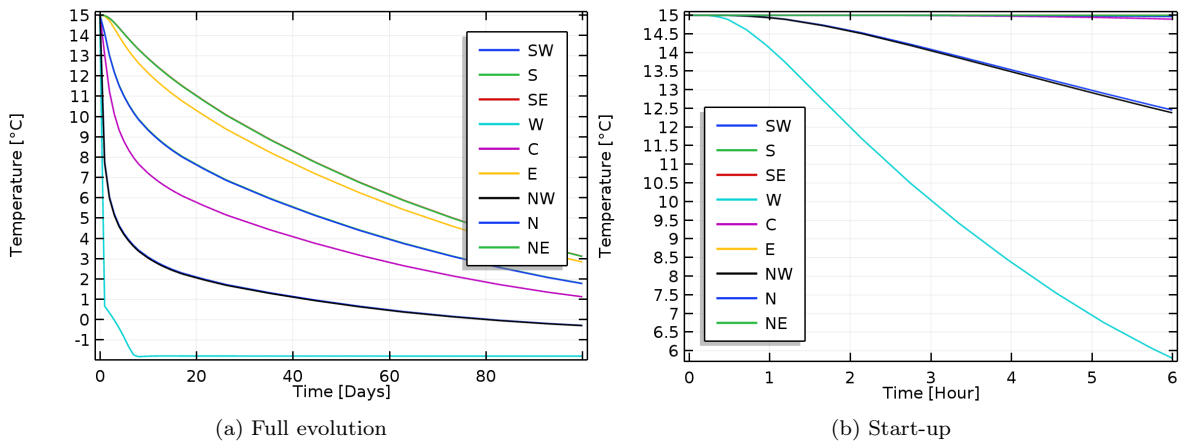 15
14
13
12
11
10
9
8
7
6
5
4
3
2
1
0
-1
Temperature [°C]
0 20 40 60 80
Time [Days]
SW
S
SE
W
C
E
NW
N
NE
(a) Full evolution
15
14.5
14
13.5
13
12.5
12
11.5
11
10.5
10
9.5
9
8.5
8
7.5
7
6.5
6
Temperature [°C]
0 1 2 3 4 5 6
Time [Hour]
SW
S
SE
W
C
E
NW
N
NE
(b) Start-up